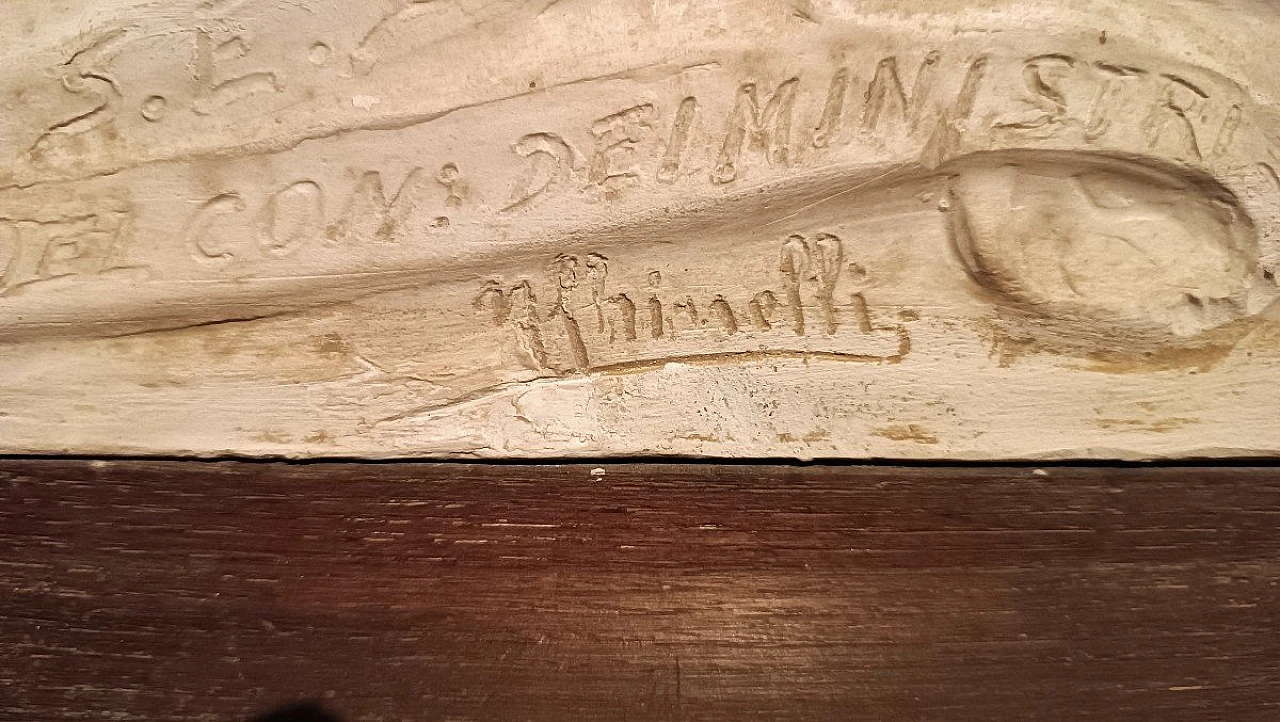 S.E.
DEL CON: DEI MINISTRI